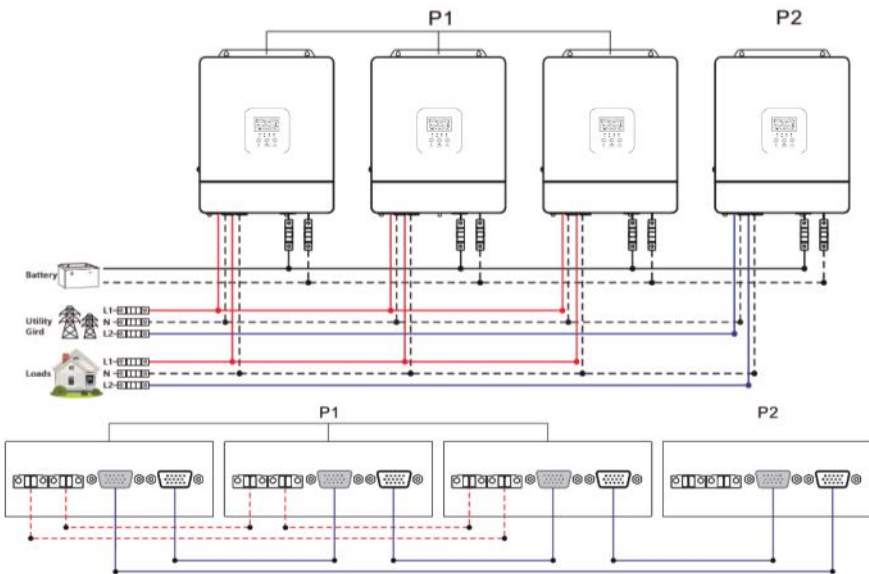 P1 P2
Battery
L1
Utility N
Gird L2
L1
Loads N
L2
P1 P2